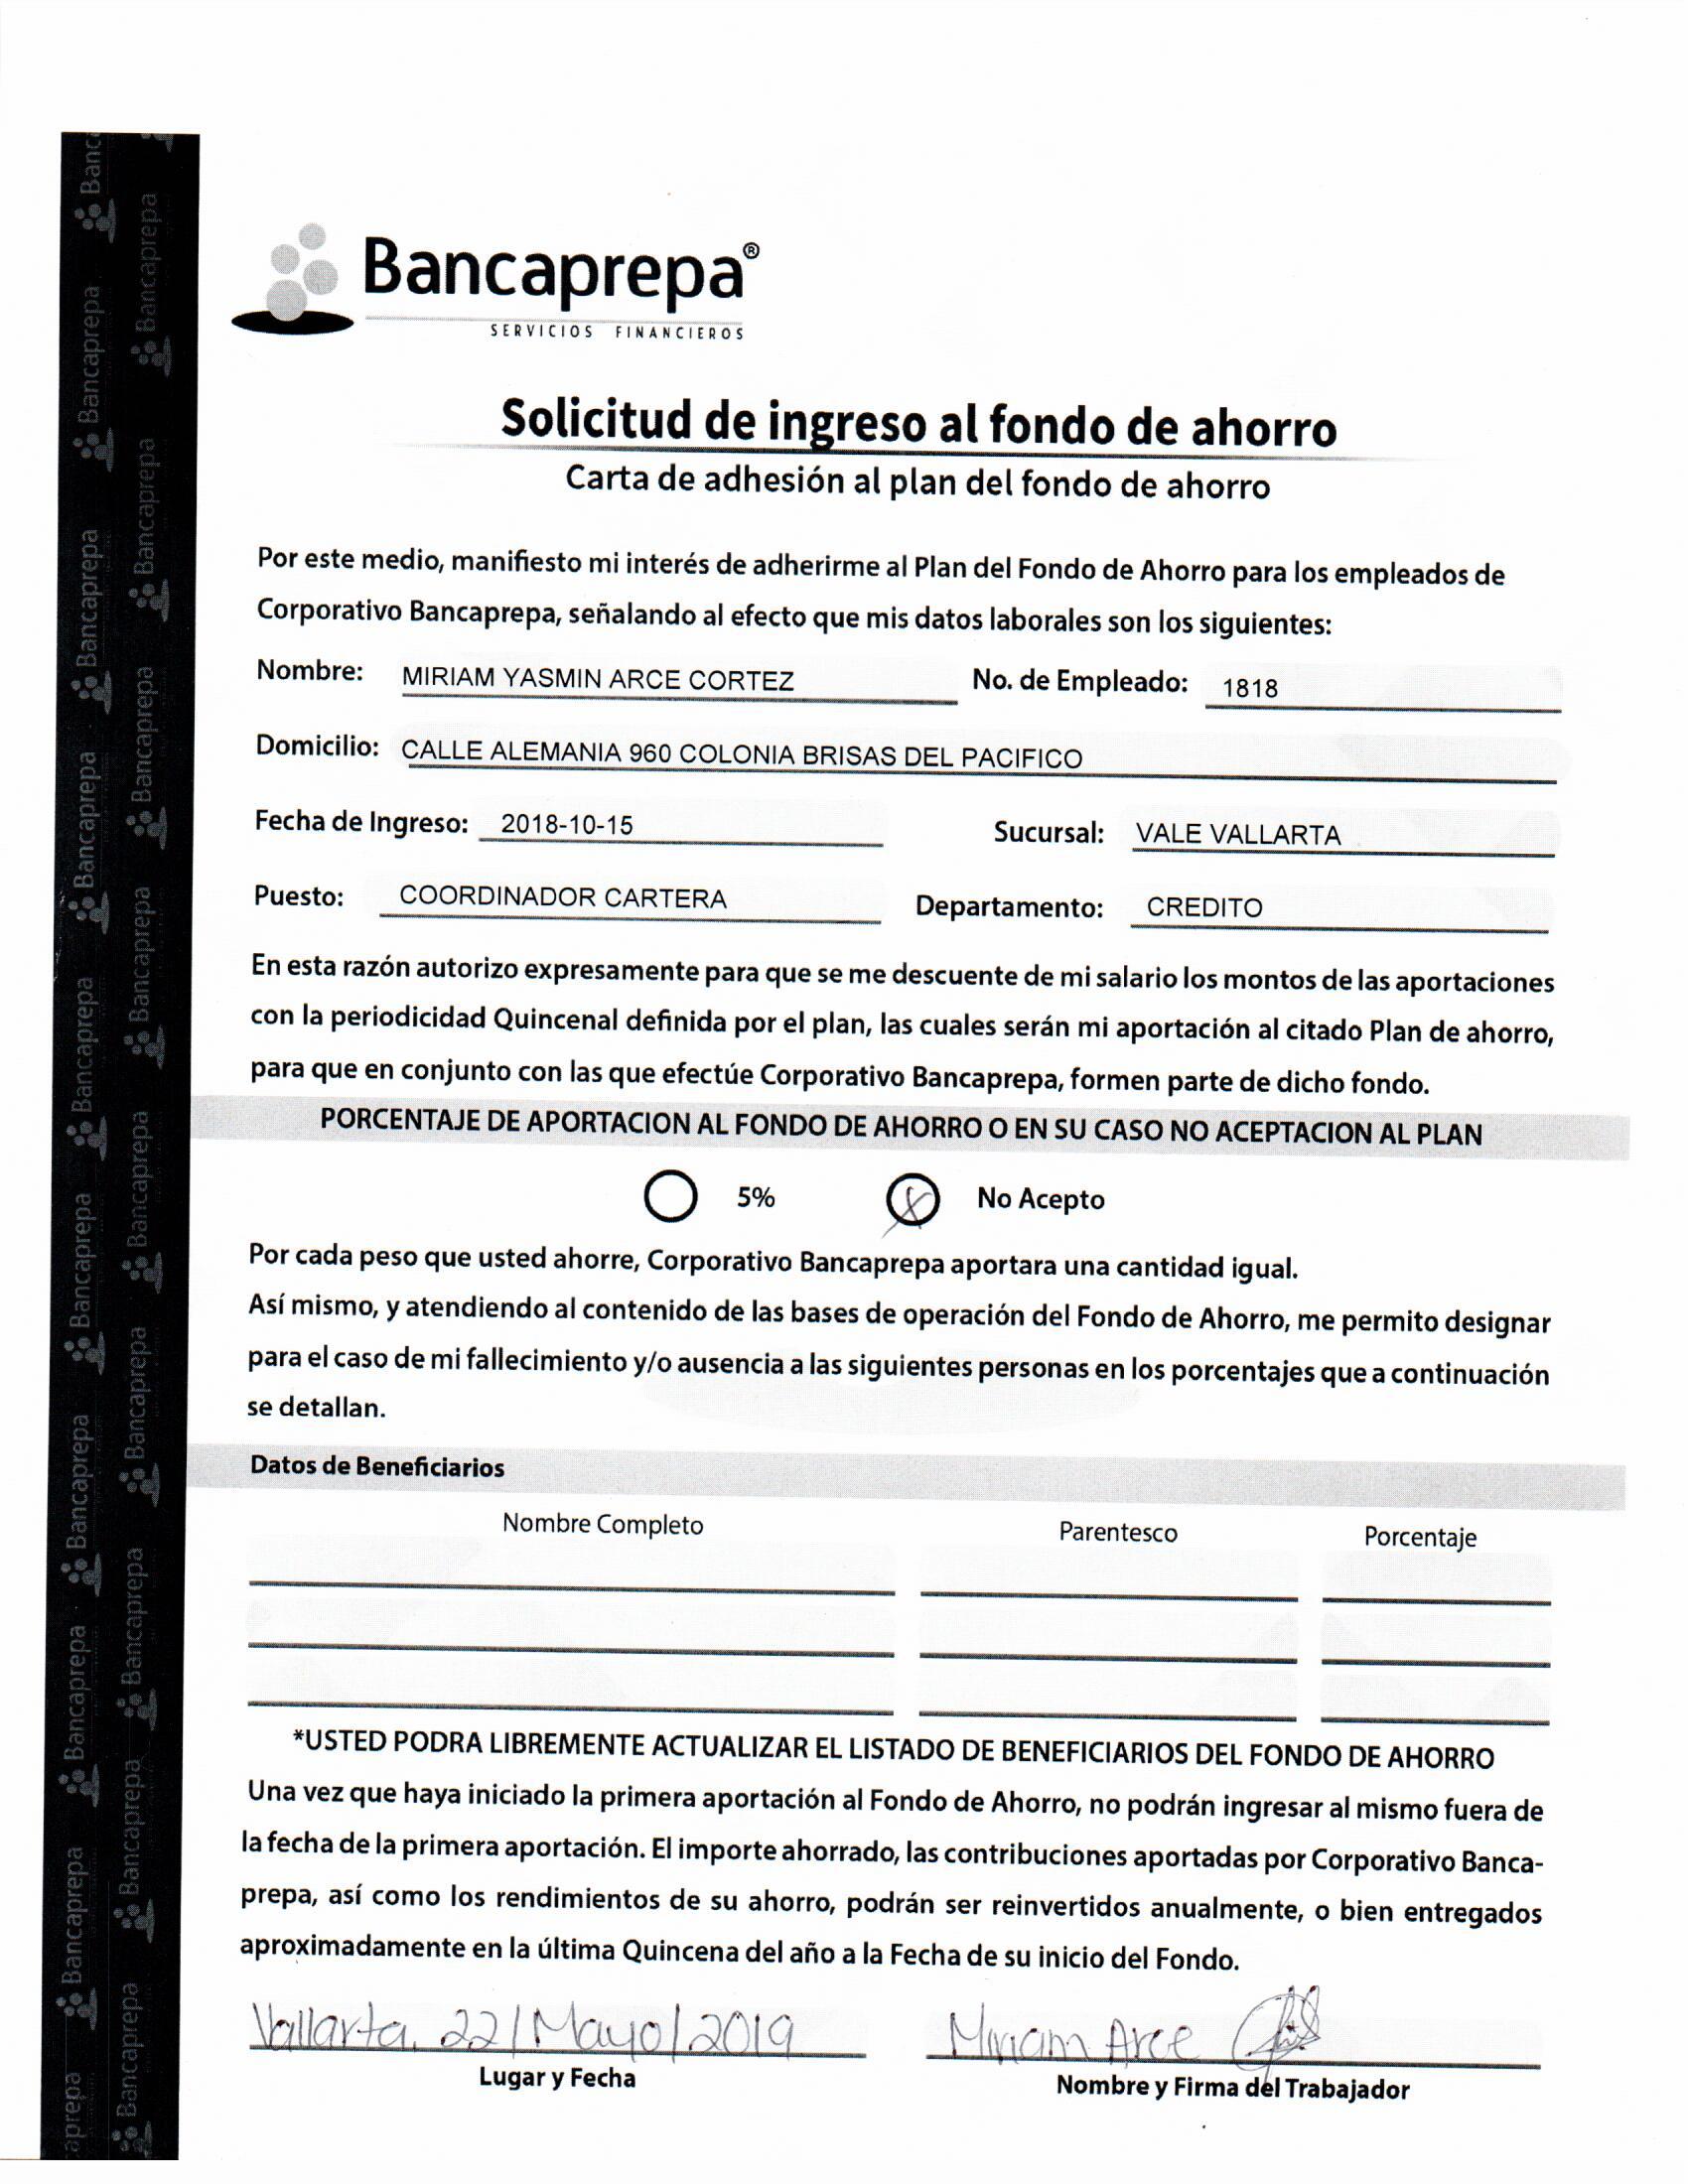 Bancaprepa®
SERVICIOS FINANCIEROS
Solicitud de ingreso al fondo de ahorro
Carta de adhesión al plan del fondo de ahorro
Por este medio, manifiesto mi interés de adherirme al Plan del Fondo de Ahorro para los empleados de
Corporativo Bancaprepa, señalando al efecto que mis datos laborales son los siguientes:
Nombre: MIRIAM YASMIN ARCE CORTEZ No. de Empleado: 1818
Domicilio: CALLE ALEMANIA 960 COLONIA BRISAS DEL PACIFICO
Fecha de Ingreso: 2018-10-15 Sucursal: VALE VALLARTA
Puesto: COORDINADOR CARTERA Departamento: CREDITO
En esta razón autorizo expresamente para que se me descuente de mi salario los montos de las aportaciones
con la periodicidad Quincenal definida por el plan, las cuales serán mi aportación al citado Plan de ahorro,
para que en conjunto con las que efectúe Corporativo Bancaprepa, formen parte de dicho fondo.
PORCENTAJE DE APORTACION AL FONDO DE AHORRO O EN SU CASO NO ACEPTACION AL PLAN
5% X No Acepto
Por cada peso que usted ahorre, Corporativo Bancaprepa aportara una cantidad igual.
Así mismo, y atendiendo al contenido de las bases de operación del Fondo de Ahorro, me permito designar
para el caso de mi fallecimiento y/o ausencia a las siguientes personas en los porcentajes que a continuación
se detallan.
Datos de Beneficiarios
Nombre Completo Parentesco Porcentaje
*USTED PODRA LIBREMENTE ACTUALIZAR EL LISTADO DE BENEFICIARIOS DEL FONDO DE AHORRO
Una vez que haya iniciado la primera aportación al Fondo de Ahorro, no podrán ingresar al mismo fuera de
la fecha de la primera aportación. El importe ahorrado, las contribuciones aportadas por Corporativo Banca-
prepa, así como los rendimientos de su ahorro, podrán ser reinvertidos anualmente, o bien entregados
aproximadamente en la última Quincena del año a la Fecha de su inicio del Fondo.
Vallarta, 22/Mayo/2019 Miriam Arce
Lugar y Fecha Nombre y Firma del Trabajador